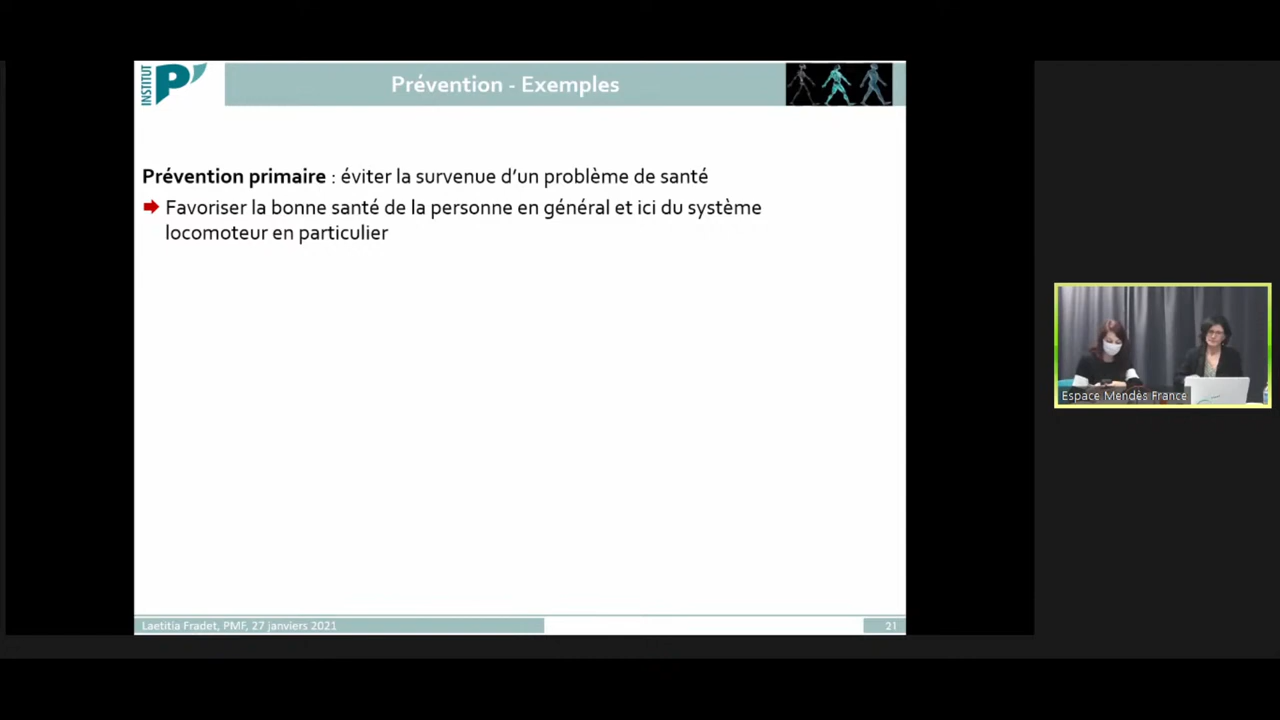 INSTITUT
P'
Prévention - Exemples
Prévention primaire : éviter la survenue d'un problème de santé
Favoriser la bonne santé de la personne en général et ici du système
locomoteur en particulier
Espace Mendès France
Laetitia Fradet, PMF, 27 janviers 2021
21